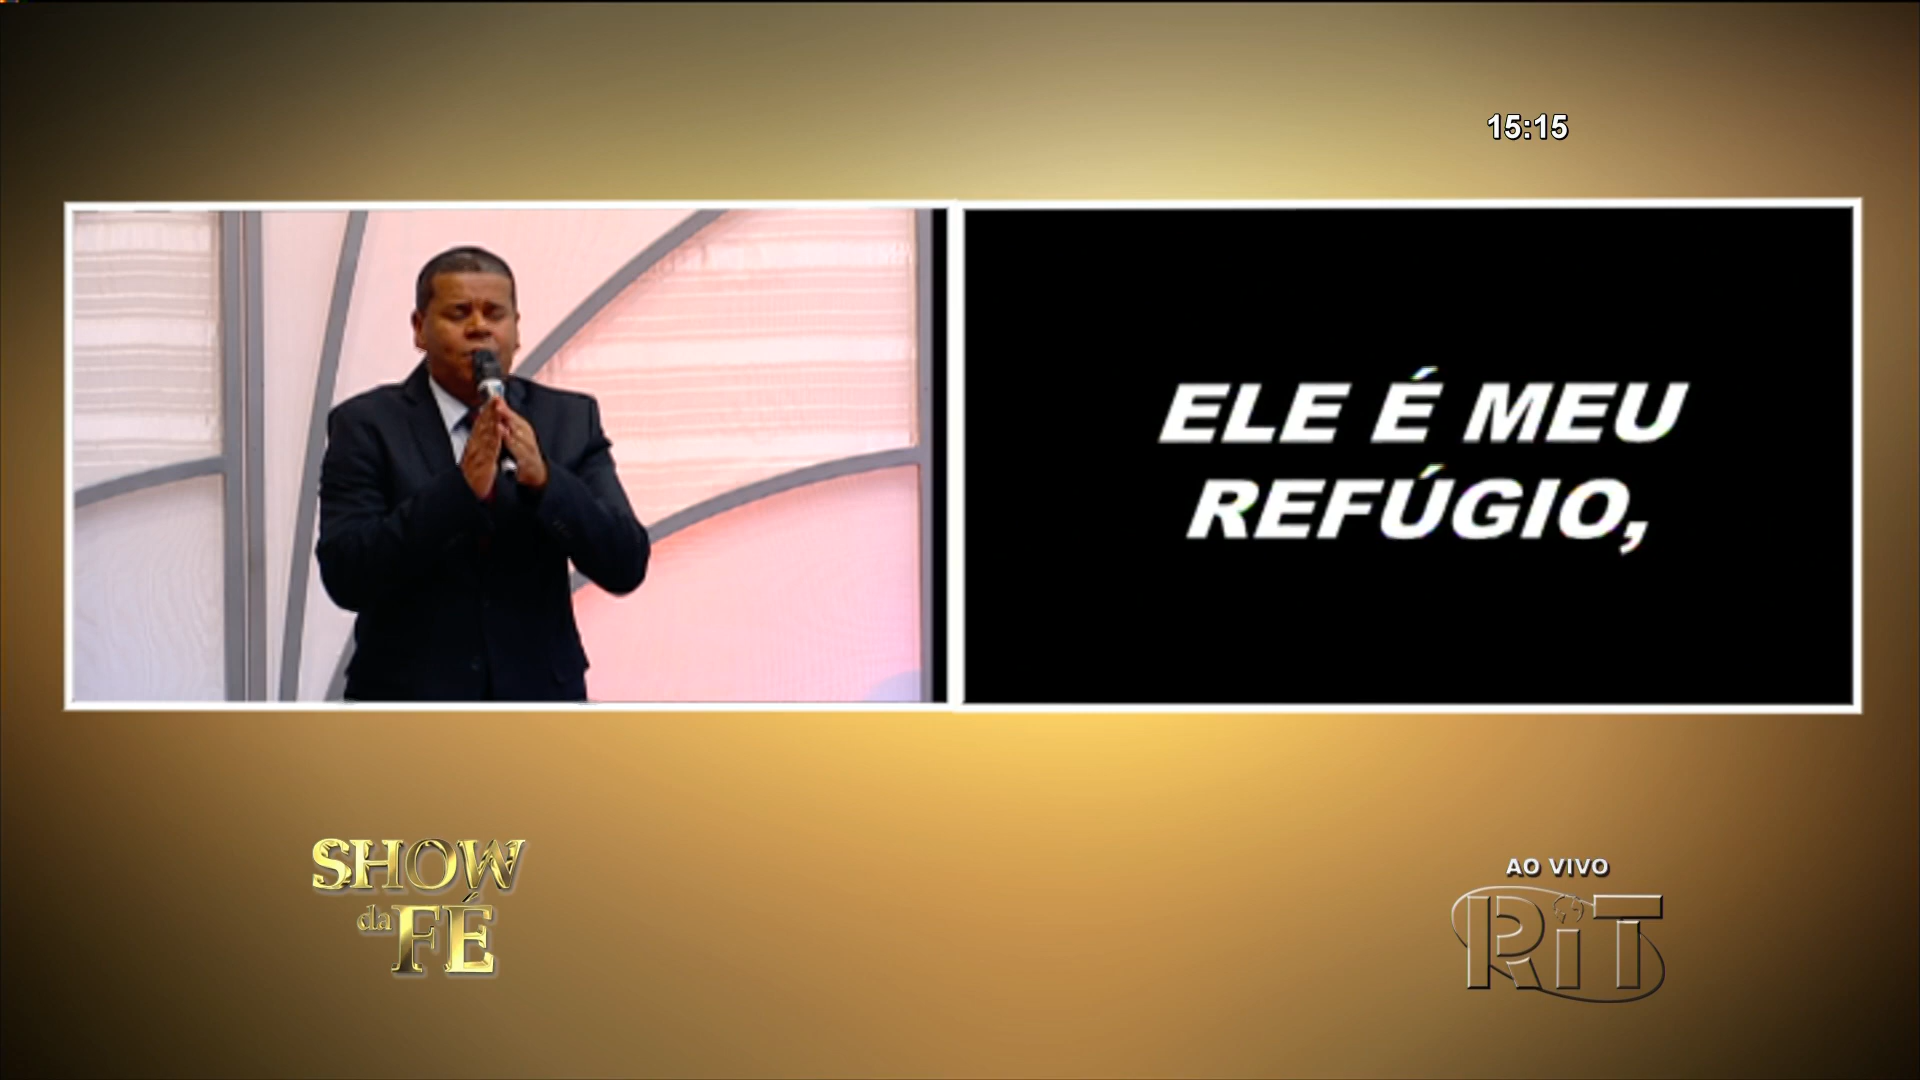 15:15
ELE É MEU
REFÚGIO,
SHOW
da FÉ
AO VIVO
RiT